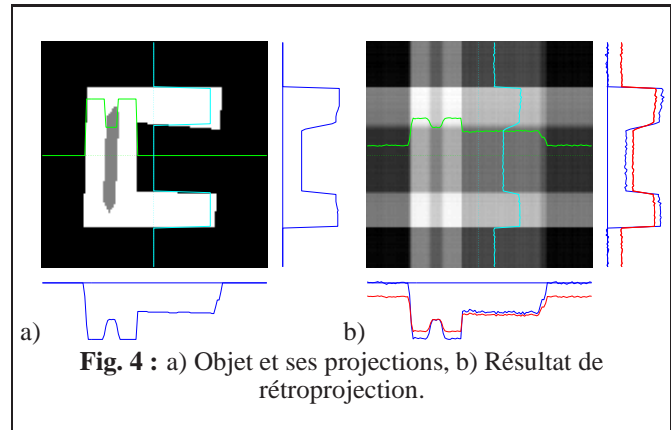 a)
b)
Fig. 4 : a) Objet et ses projections, b) Résultat de
rétroprojection.